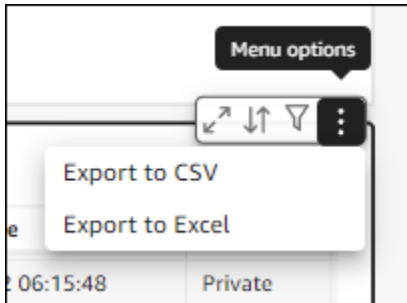 Menu options
Export to CSV
Export to Excel
e
2 06:15:48 Private